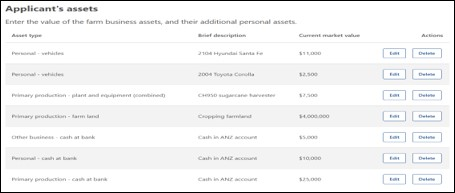 Applicant's assets
Enter the value of the farm business assets, and their additional personal assets.
Asset type Brief description Current market value Actions
Personal - vehicles 2104 Hyundai Santa Fe $11,000 Edit Delete
Personal - vehicles 2004 Toyota Corolla $2,500 Edit Delete
Primary production - plant and equipment (combined) CH950 sugarcane harvester $7,500 Edit Delete
Primary production - farm land Cropping farmland $4,000,000 Edit Delete
Other business - cash at bank Cash in ANZ account $5,000 Edit Delete
Personal - cash at bank Cash in ANZ account $10,000 Edit Delete
Primary production - cash at bank Cash in ANZ account $25,000 Edit Delete